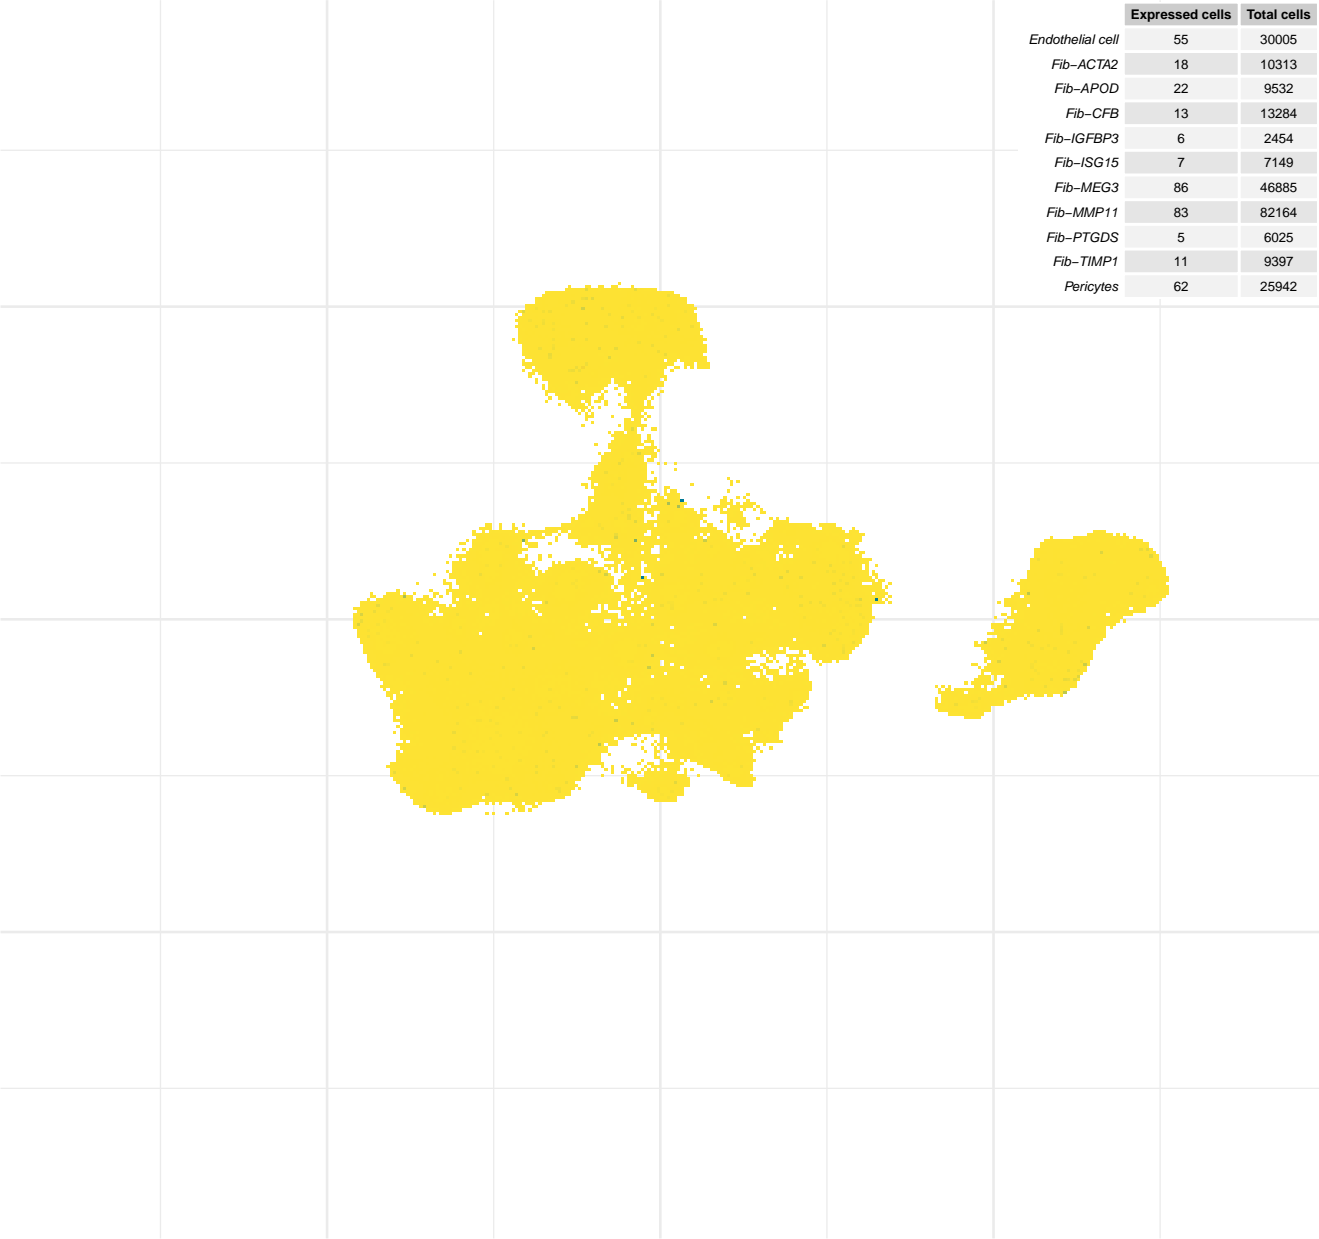 Expressed cells Total cells
Endothelial cell 55 30005
Fib−ACTA2 18 10313
Fib−APOD 22 9532
Fib−CFB 13 13284
Fib−IGFBP3 6 2454
Fib−ISG15 7 7149
Fib−MEG3 86 46885
Fib−MMP11 83 82164
Fib−PTGDS 5 6025
Fib−TIMP1 11 9397
Pericytes 62 25942